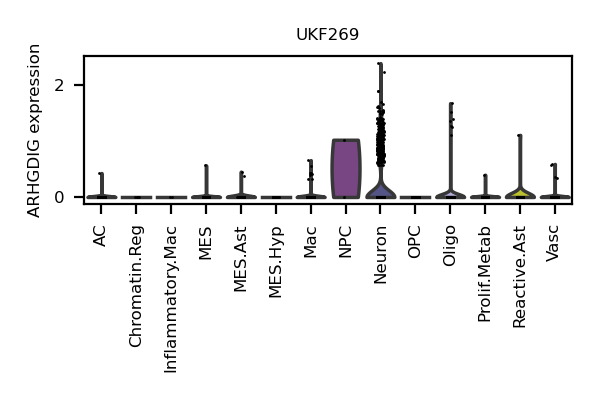 UKF269
ARHGDIG expression
2
0
AC
Chromatin.Reg
Inflammatory.Mac
MES
MES.Ast
MES.Hyp
Mac
NPC
Neuron
OPC
Oligo
Prolif.Metab
Reactive.Ast
Vasc